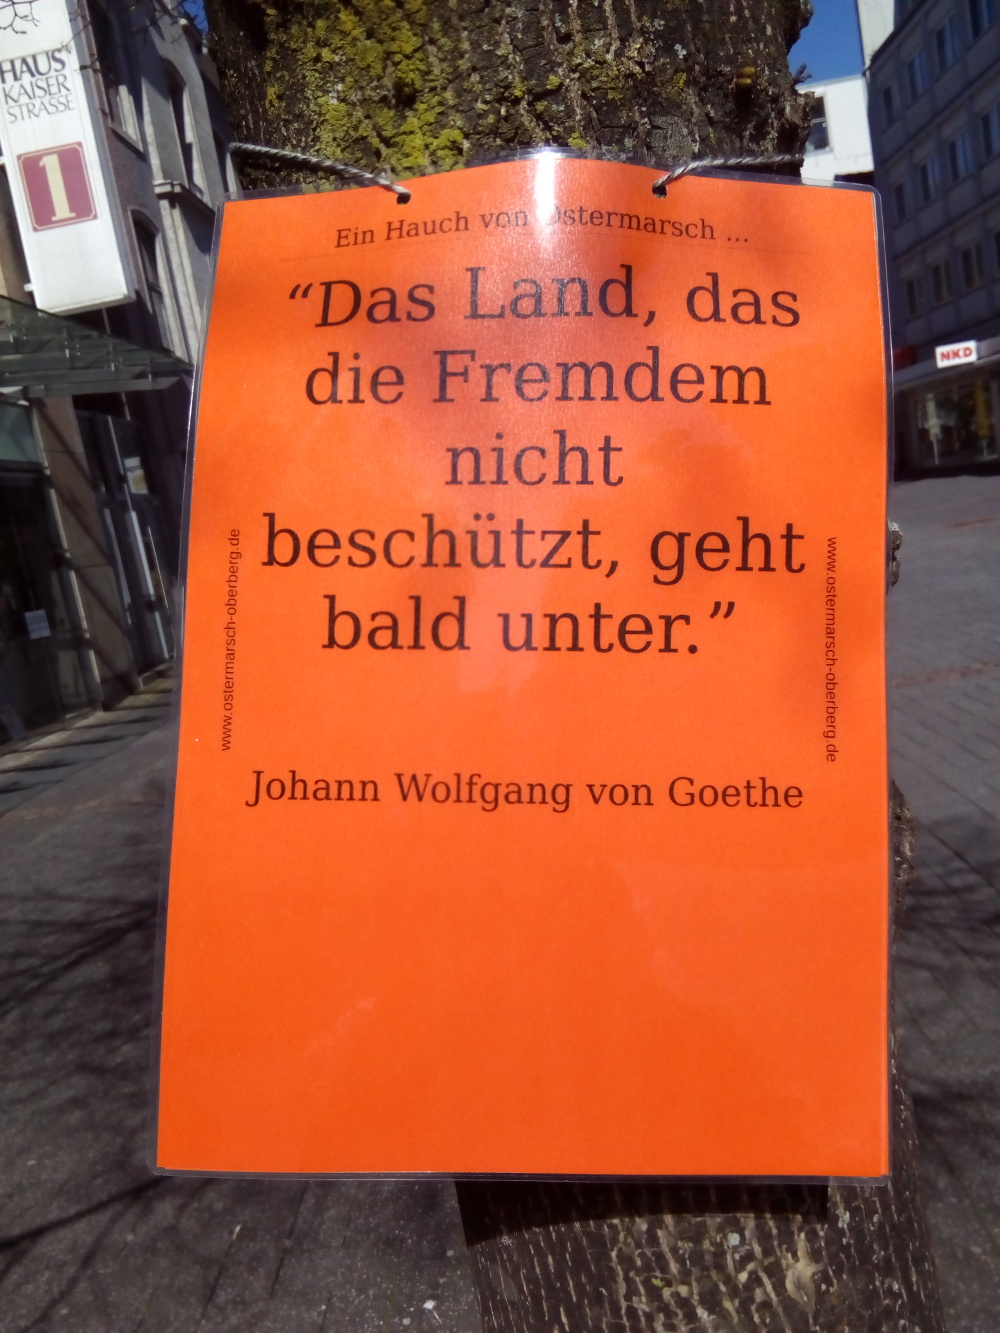 HAUS
KAISER
STRASSE
1
Ein Hauch von Ostermarsch ...
“Das Land, das
die Fremdem
nicht
beschützt, geht
bald unter.”
www.ostermarsch-oberberg.de
www.ostermarsch-oberberg.de
Johann Wolfgang von Goethe
NKD